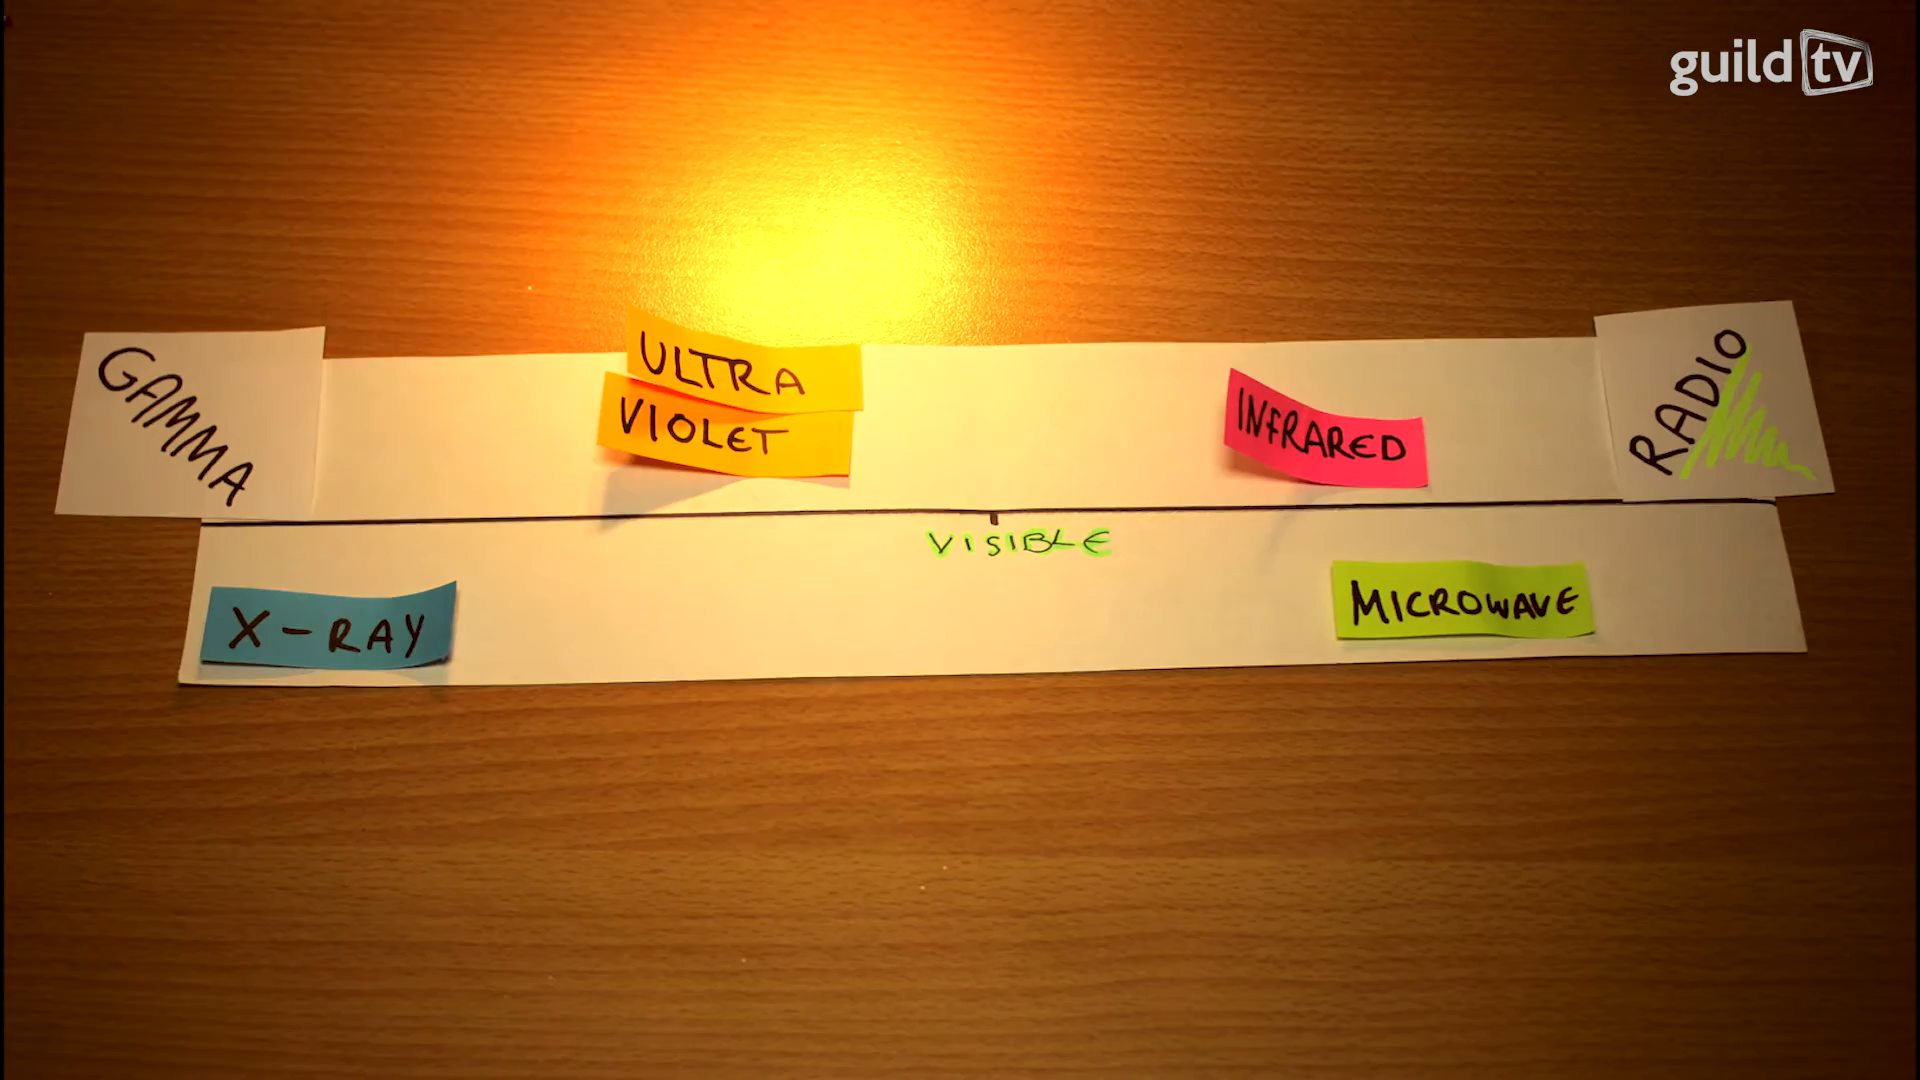 guild tv
GAMMA
ULTRA
VIOLET
INFRARED
RADIO
VISIBLE
X-RAY
MICROWAVE